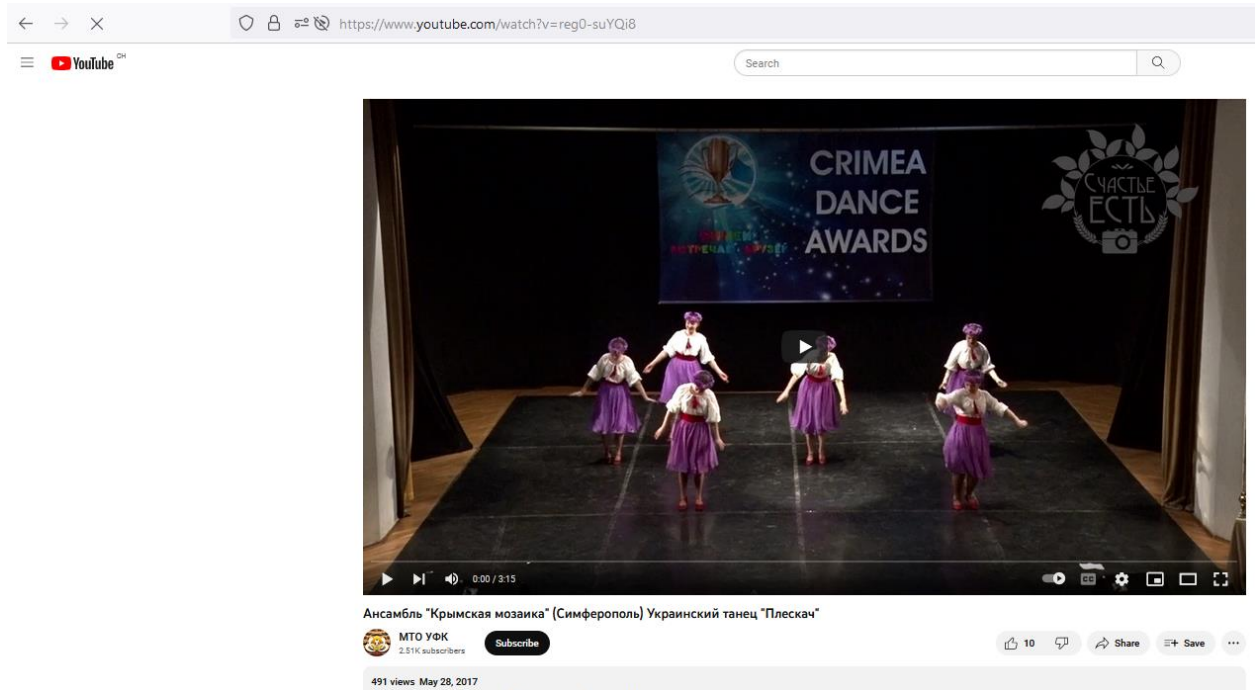 https://www.youtube.com/watch?v=reg0-suYQi8
YouTube CH
Search
CRIMEA
DANCE
AWARDS
СЧАСТЬЕ
ЕСТЬ
0:00 / 3:15
CC
Ансамбль "Крымская мозаика" (Симферополь) Украинский танец "Плескач"
МТО УФК
2.51K subscribers
Subscribe
10
Share
Save
491 views May 28, 2017